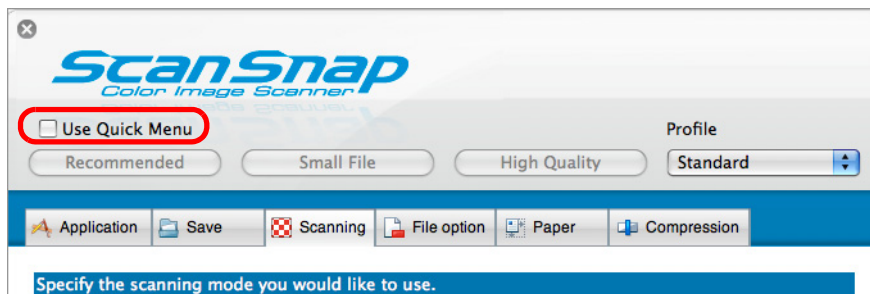 ScanSnap
Color Image Scanner
Use Quick Menu
Profile
Recommended
Small File
High Quality
Standard
Application
Save
Scanning
File option
Paper
Compression
Specify the scanning mode you would like to use.